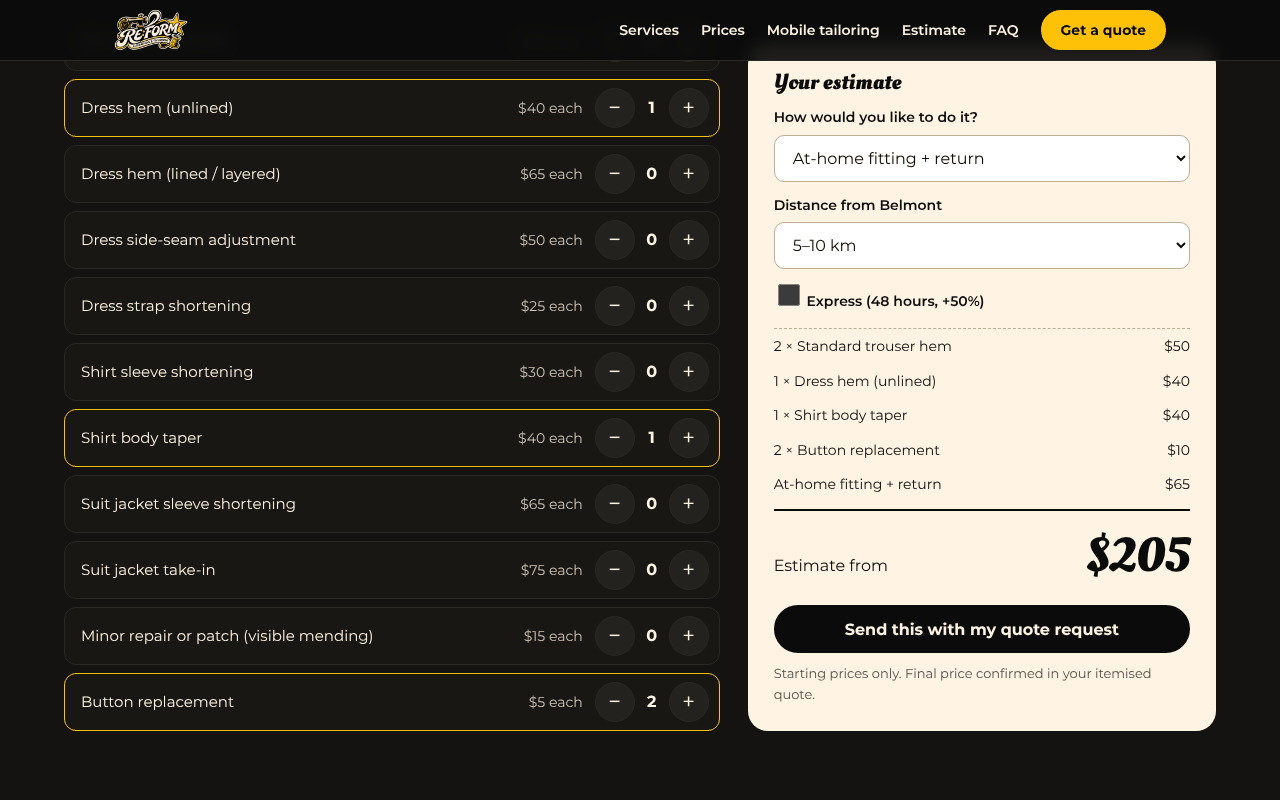 RE-FORM
Services
Prices
Mobile tailoring
Estimate
FAQ
Get a quote
Dress hem (unlined) $40 each − 1 +
Dress hem (lined / layered) $65 each − 0 +
Dress side-seam adjustment $50 each − 0 +
Dress strap shortening $25 each − 0 +
Shirt sleeve shortening $30 each − 0 +
Shirt body taper $40 each − 1 +
Suit jacket sleeve shortening $65 each − 0 +
Suit jacket take-in $75 each − 0 +
Minor repair or patch (visible mending) $15 each − 0 +
Button replacement $5 each − 2 +
Your estimate
How would you like to do it?
At-home fitting + return
Distance from Belmont
5–10 km
Express (48 hours, +50%)
2 × Standard trouser hem $50
1 × Dress hem (unlined) $40
1 × Shirt body taper $40
2 × Button replacement $10
At-home fitting + return $65
Estimate from $205
Send this with my quote request
Starting prices only. Final price confirmed in your itemised
quote.